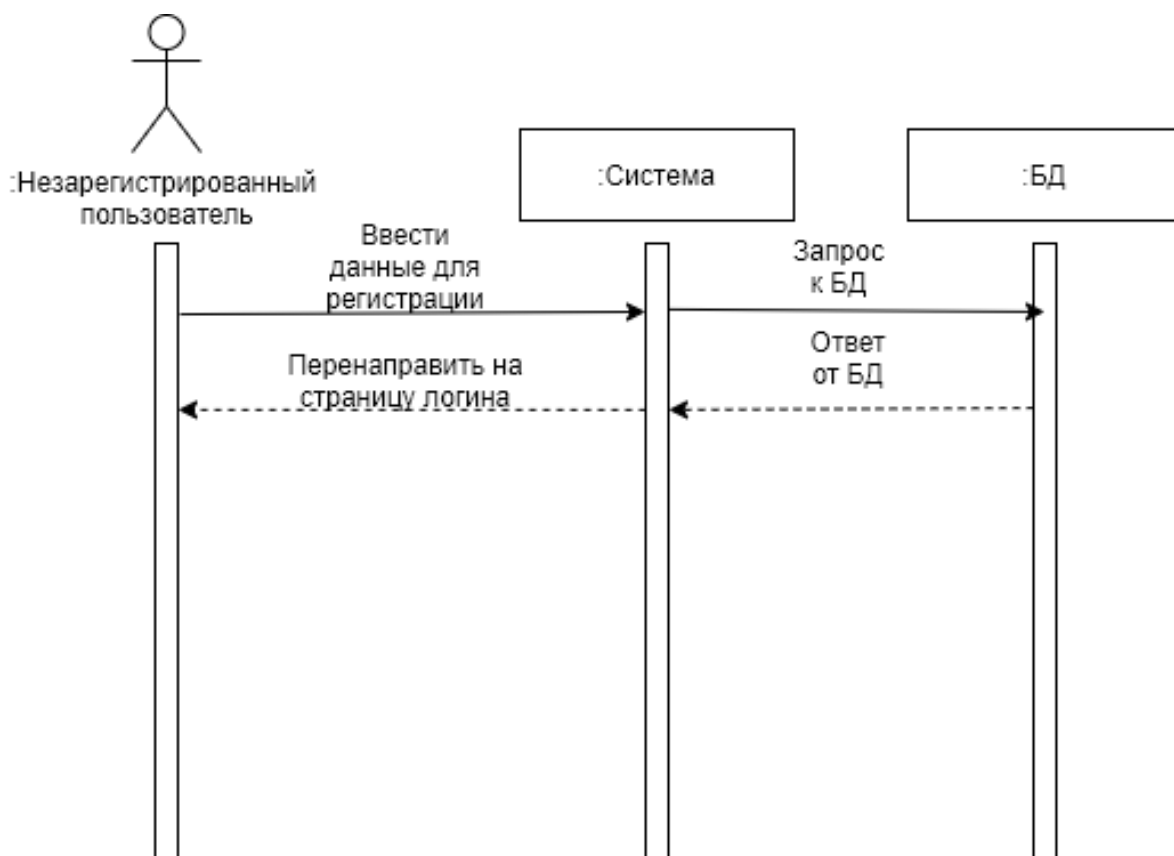 :Незарегистрированный
пользователь
:Система
:БД
Ввести
данные для
регистрации
Запрос
к БД
Перенаправить на
страницу логина
Ответ
от БД